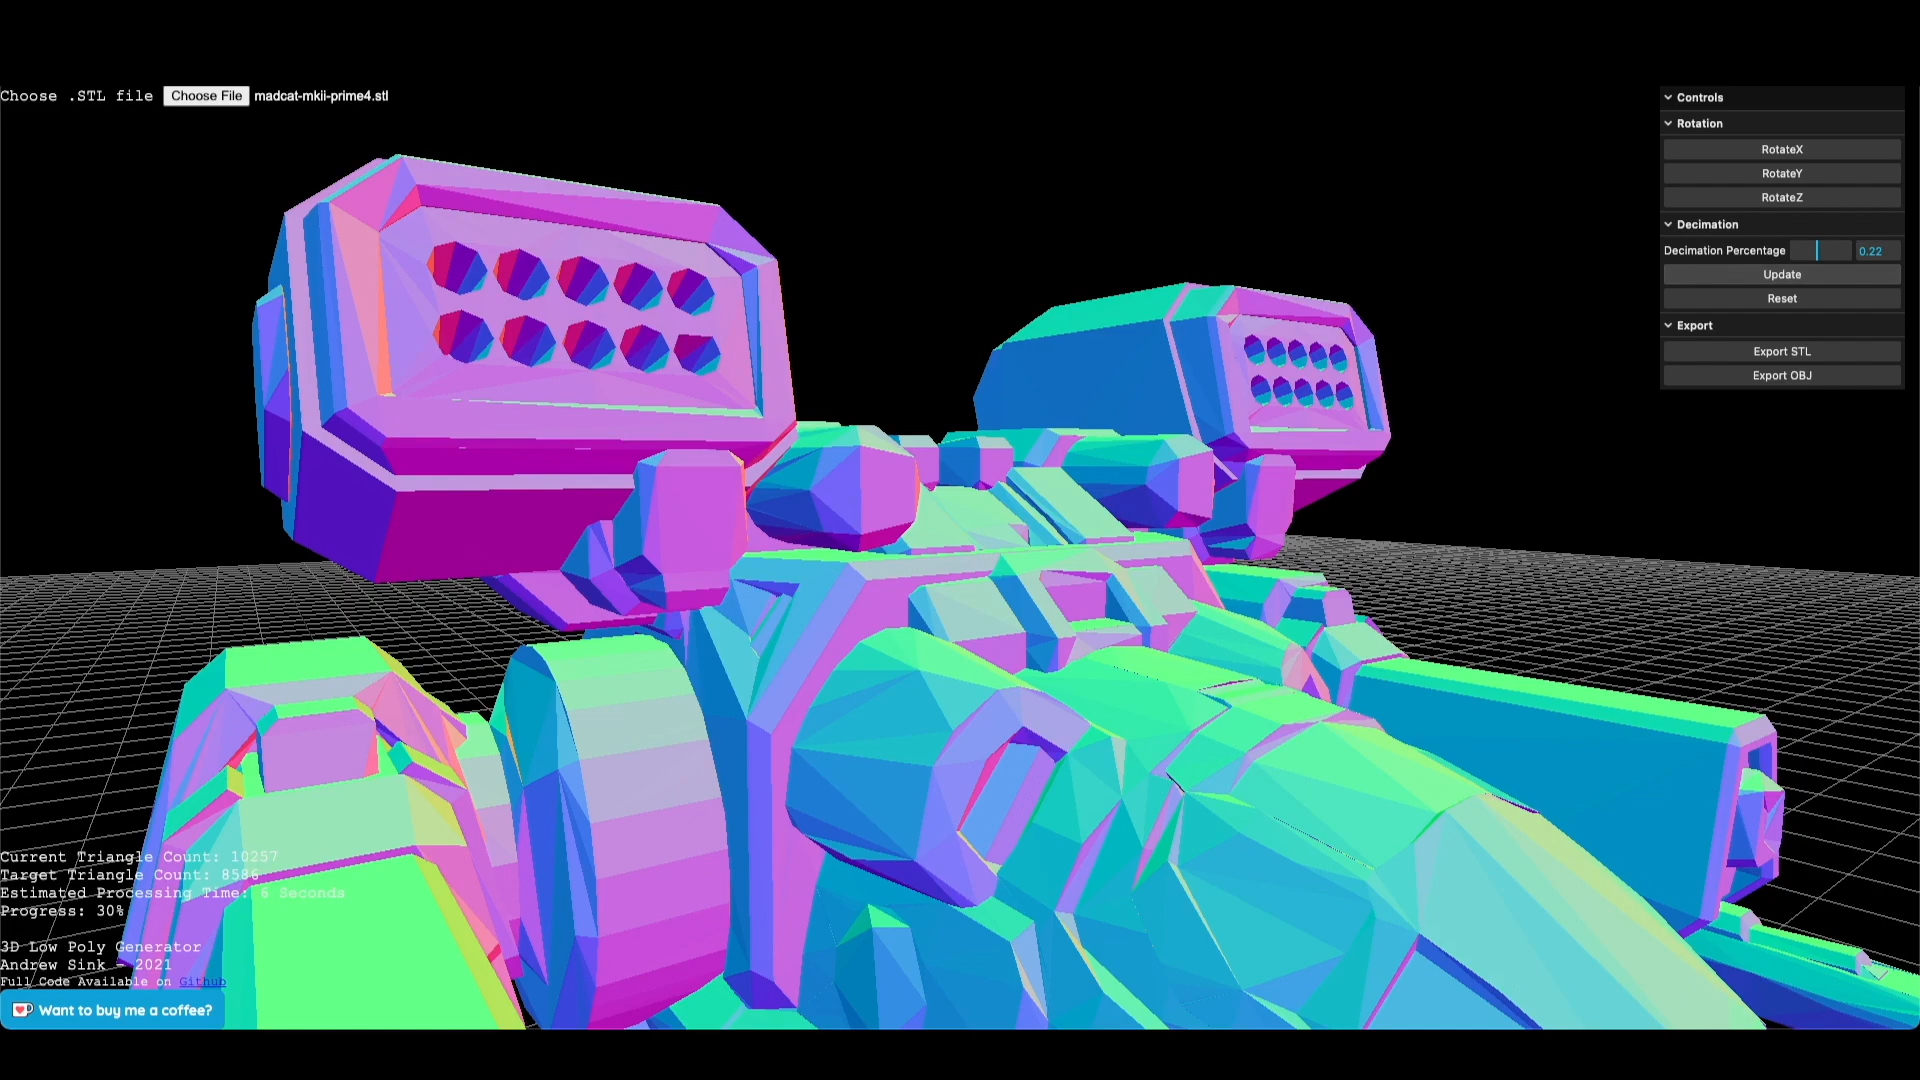 Choose .STL file Choose File madcat-mkii-prime4.stl
Controls
Rotation
RotateX
RotateY
RotateZ
Decimation
Decimation Percentage 0.22
Update
Reset
Export
Export STL
Export OBJ
Current Triangle Count: 10257
Target Triangle Count: 8586
Estimated Processing Time: 6 Seconds
Progress: 30%
3D Low Poly Generator
Andrew Sink - 2021
Full Code Available on Github
Want to buy me a coffee?